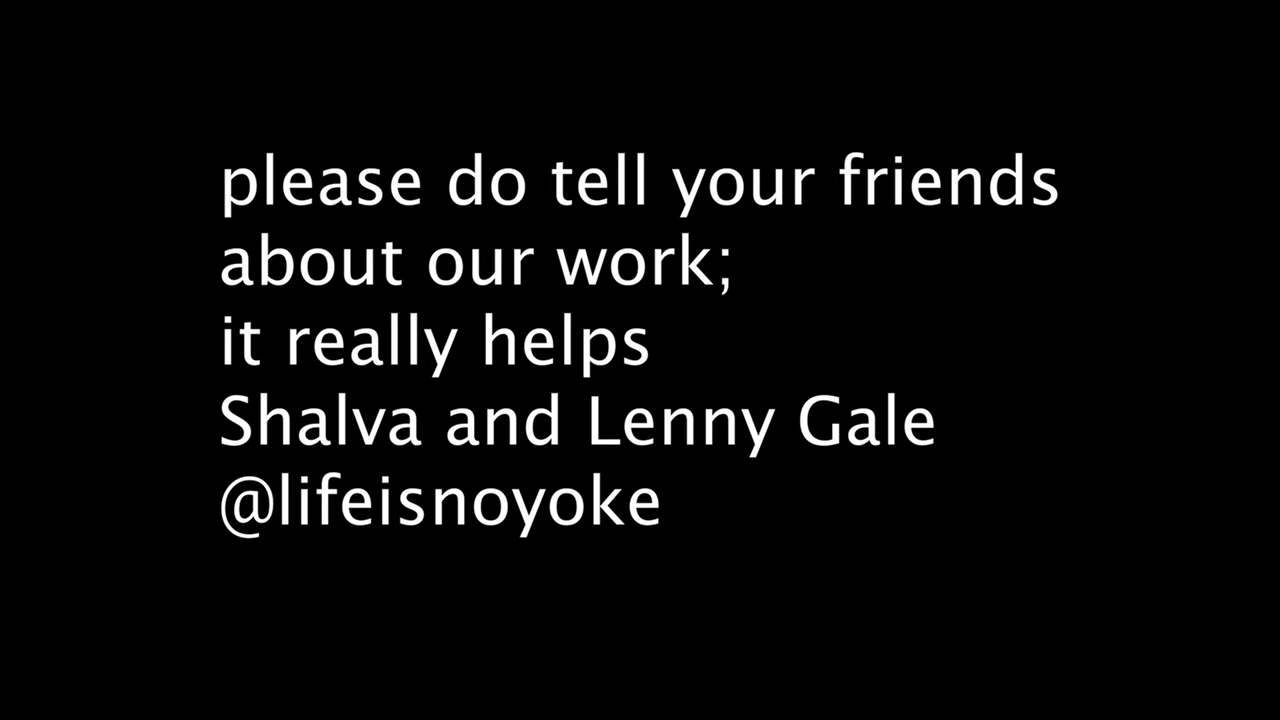 please do tell your friends
about our work;
it really helps
Shalva and Lenny Gale
@lifeisnoyoke